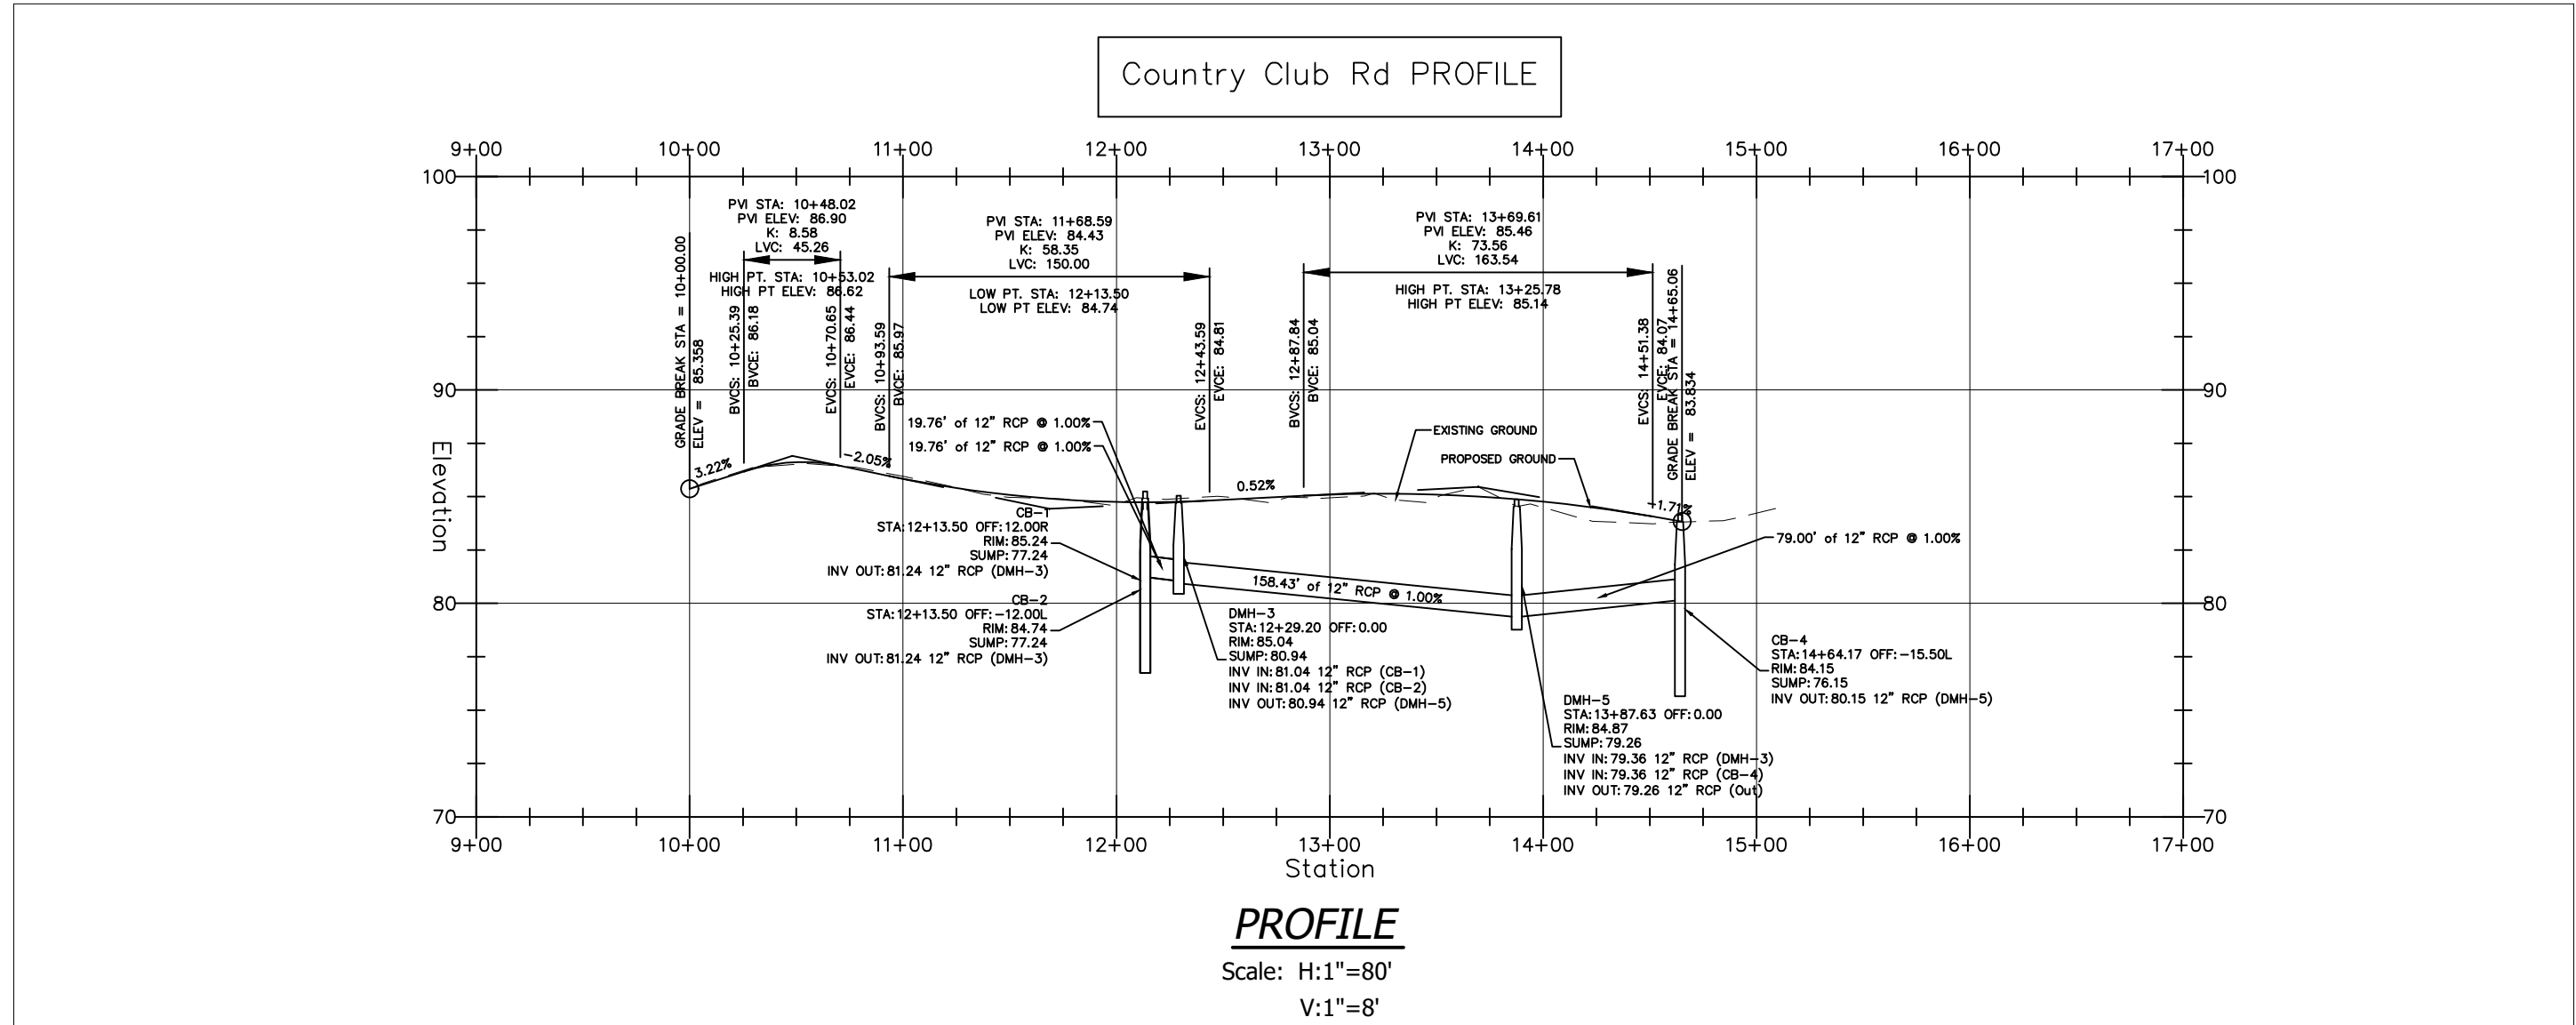 Country Club Rd PROFILE
9+00
10+00
11+00
12+00
13+00
14+00
15+00
16+00
17+00
100
100
PVI STA: 10+48.02
PVI ELEV: 86.90
K: 8.58
LVC: 45.26
HIGH PT. STA: 10+53.02
HIGH PT ELEV: 86.62
PVI STA: 11+68.59
PVI ELEV: 84.43
K: 58.35
LVC: 150.00
LOW PT. STA: 12+13.50
LOW PT ELEV: 84.74
PVI STA: 13+69.61
PVI ELEV: 85.46
K: 73.56
LVC: 163.54
HIGH PT. STA: 13+25.78
HIGH PT ELEV: 85.14
GRADE BREAK STA = 10+00.00
ELEV = 85.358
BVCS: 10+25.39
BVCE: 86.18
EVCS: 10+70.65
EVCE: 86.44
BVCS: 10+93.59
BVCE: 85.97
EVCS: 12+43.59
EVCE: 84.81
BVCS: 12+87.84
BVCE: 85.04
EVCS: 14+51.38
EVCE: 84.07
GRADE BREAK STA = 14+65.06
ELEV = 83.834
90
90
Elevation
19.76' of 12" RCP @ 1.00%
19.76' of 12" RCP @ 1.00%
EXISTING GROUND
PROPOSED GROUND
3.22%
-2.05%
0.52%
-1.71%
CB-1
STA:12+13.50 OFF:12.00R
RIM:85.24
SUMP:77.24
INV OUT:81.24 12" RCP (DMH-3)
CB-2
STA:12+13.50 OFF:-12.00L
RIM:84.74
SUMP:77.24
INV OUT:81.24 12" RCP (DMH-3)
158.43' of 12" RCP @ 1.00%
79.00' of 12" RCP @ 1.00%
80
80
DMH-3
STA:12+29.20 OFF:0.00
RIM:85.04
SUMP:80.94
INV IN:81.04 12" RCP (CB-1)
INV IN:81.04 12" RCP (CB-2)
INV OUT:80.94 12" RCP (DMH-5)
DMH-5
STA:13+87.63 OFF:0.00
RIM:84.87
SUMP:79.26
INV IN:79.36 12" RCP (DMH-3)
INV IN:79.36 12" RCP (CB-4)
INV OUT:79.26 12" RCP (Out)
CB-4
STA:14+64.17 OFF:-15.50L
RIM:84.15
SUMP:76.15
INV OUT:80.15 12" RCP (DMH-5)
70
70
9+00
10+00
11+00
12+00
13+00
14+00
15+00
16+00
17+00
Station
PROFILE
Scale: H:1"=80'
V:1"=8'